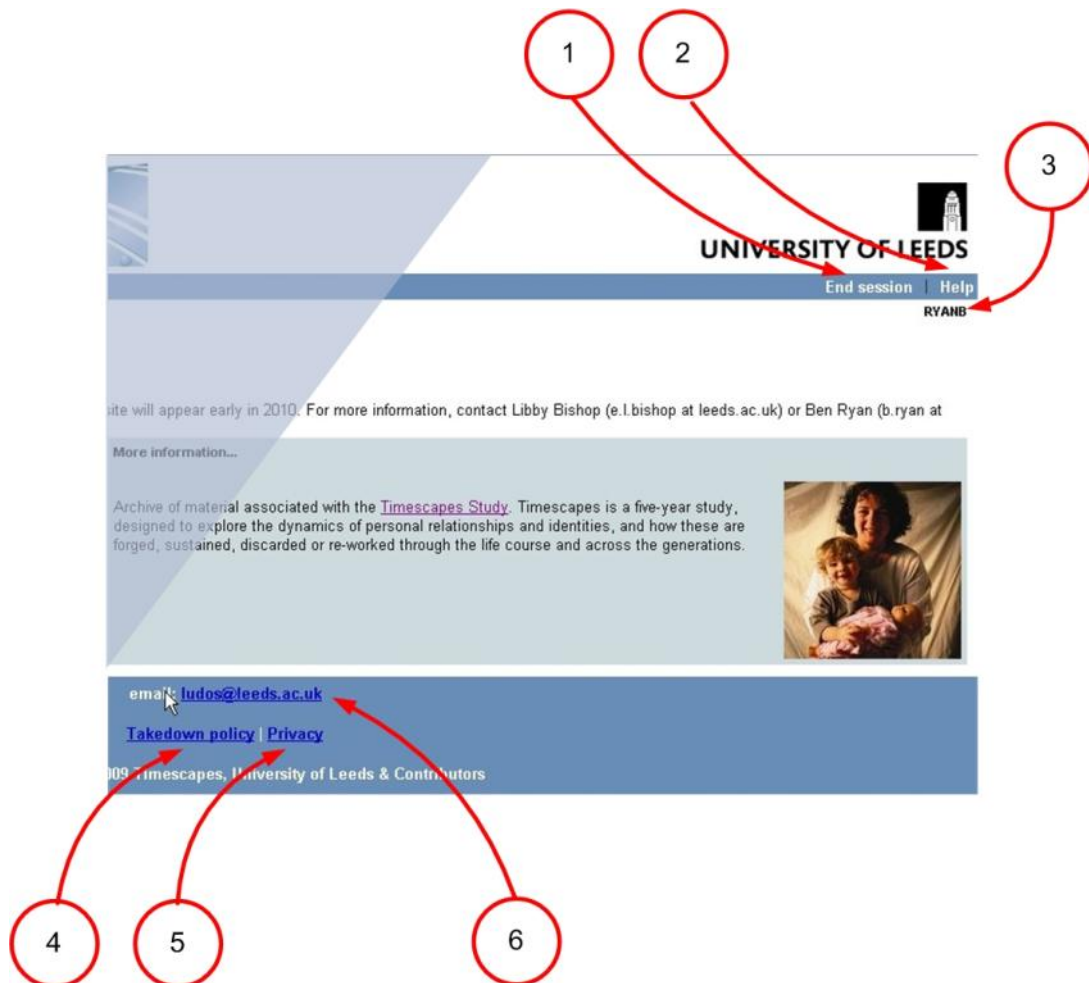 1
2
3
UNIVERSITY OF LEEDS
End session | Help
RYANB
site will appear early in 2010. For more information, contact Libby Bishop (e.l.bishop at leeds.ac.uk) or Ben Ryan (b.ryan at
More information...
Archive of material associated with the Timescapes Study. Timescapes is a five-year study,
designed to explore the dynamics of personal relationships and identities, and how these are
forged, sustained, discarded or re-worked through the life course and across the generations.
email: ludos@leeds.ac.uk
Takedown policy | Privacy
009 Timescapes, University of Leeds & Contributors
4
5
6